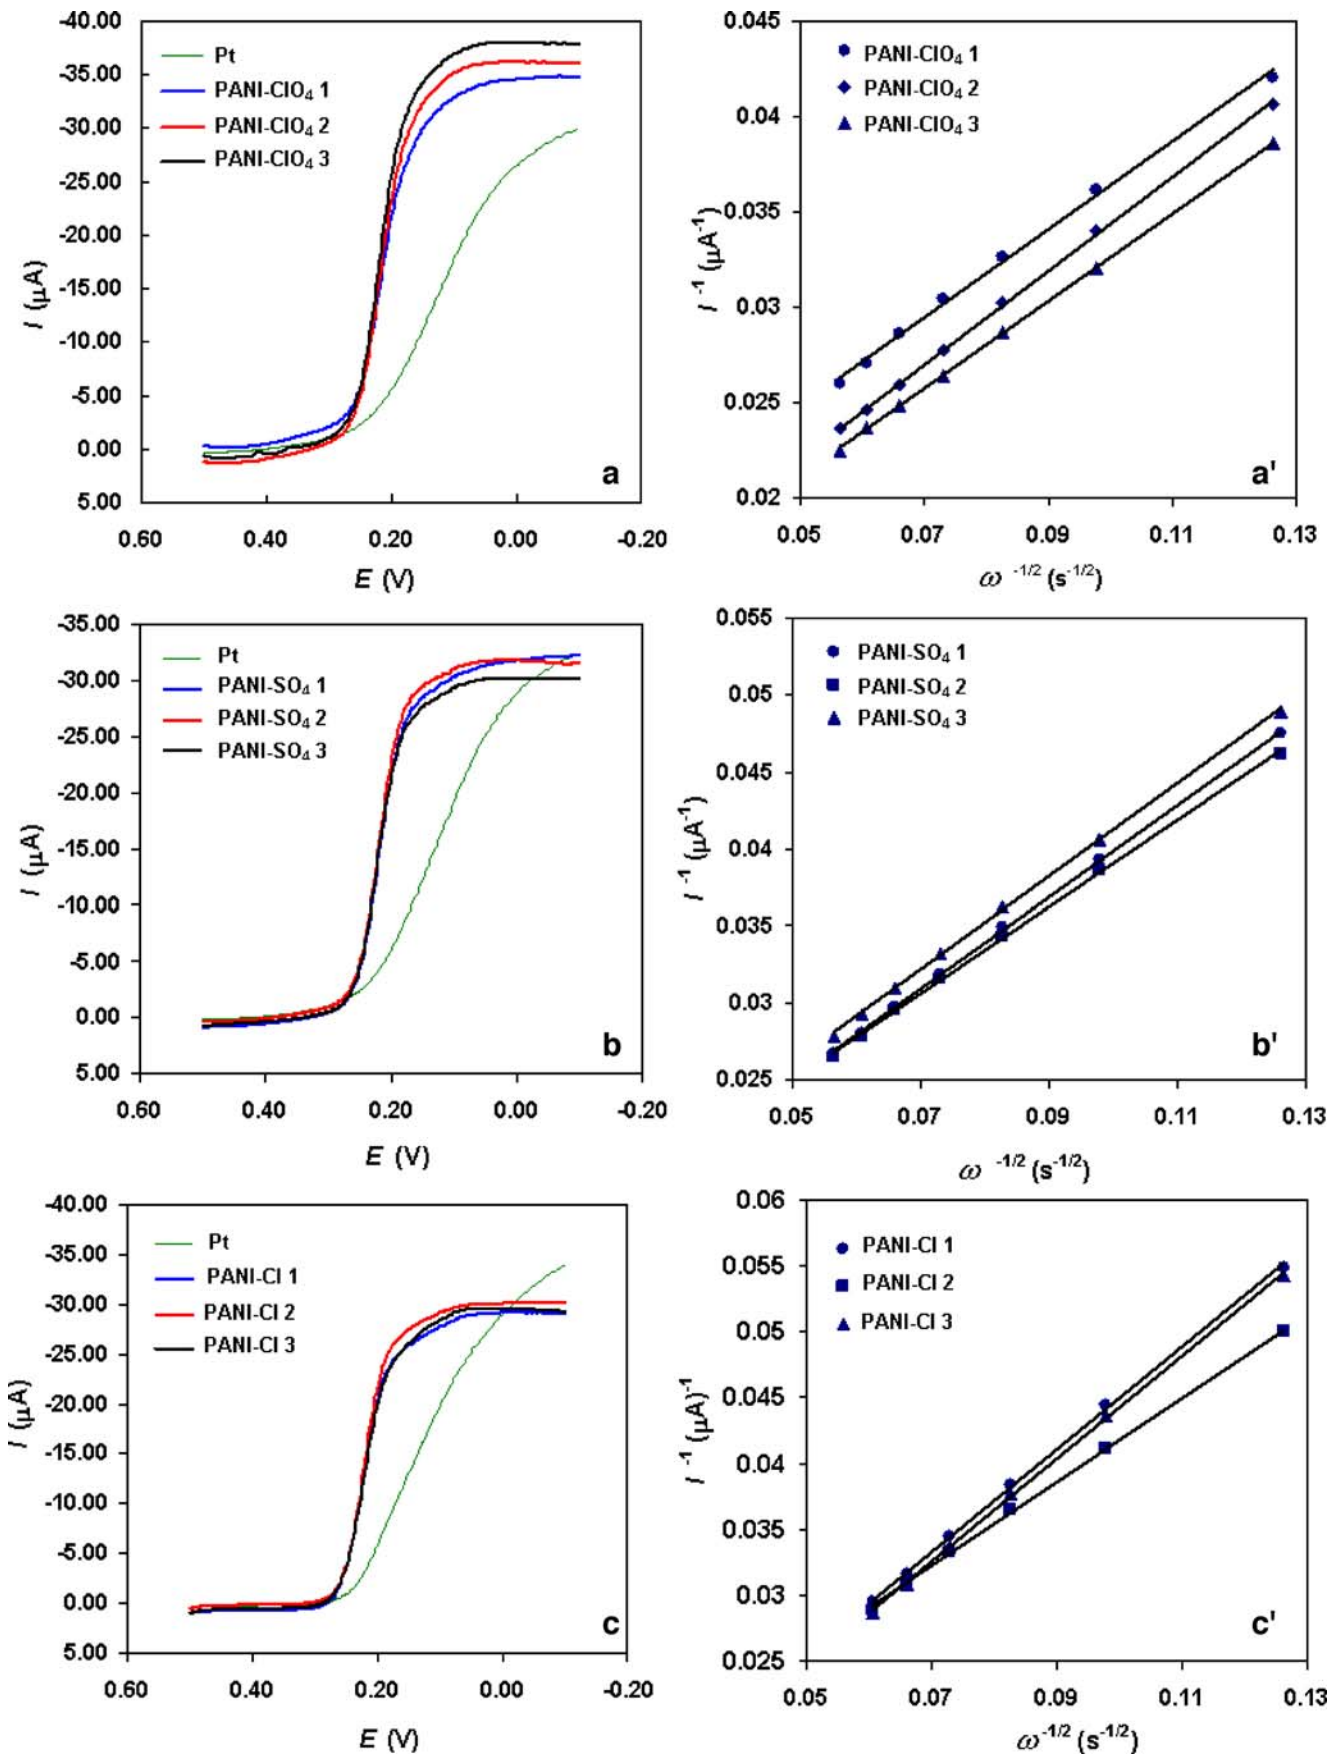 -40.00
-35.00
-30.00
-25.00
-20.00
-15.00
-10.00
-5.00
0.00
5.00
I (μA)
Pt
PANI-ClO₄ 1
PANI-ClO₄ 2
PANI-ClO₄ 3
a
0.60 0.40 0.20 0.00 -0.20
E (V)
0.045
0.04
0.035
0.03
0.025
0.02
I ⁻¹ (μA⁻¹)
PANI-ClO₄ 1
PANI-ClO₄ 2
PANI-ClO₄ 3
a'
0.05 0.07 0.09 0.11 0.13
ω ⁻¹/² (s⁻¹/²)
-35.00
-30.00
-25.00
-20.00
-15.00
-10.00
-5.00
0.00
5.00
I (μA)
Pt
PANI-SO₄ 1
PANI-SO₄ 2
PANI-SO₄ 3
b
0.60 0.40 0.20 0.00 -0.20
E (V)
0.055
0.05
0.045
0.04
0.035
0.03
0.025
I ⁻¹ (μA⁻¹)
PANI-SO₄ 1
PANI-SO₄ 2
PANI-SO₄ 3
b'
0.05 0.07 0.09 0.11 0.13
ω ⁻¹/² (s⁻¹/²)
-40.00
-35.00
-30.00
-25.00
-20.00
-15.00
-10.00
-5.00
0.00
5.00
I (μA)
Pt
PANI-Cl 1
PANI-Cl 2
PANI-Cl 3
c
0.60 0.40 0.20 0.00 -0.20
E (V)
0.06
0.055
0.05
0.045
0.04
0.035
0.03
0.025
I ⁻¹ (μA)⁻¹
PANI-Cl 1
PANI-Cl 2
PANI-Cl 3
c'
0.05 0.07 0.09 0.11 0.13
ω⁻¹/² (s⁻¹/²)